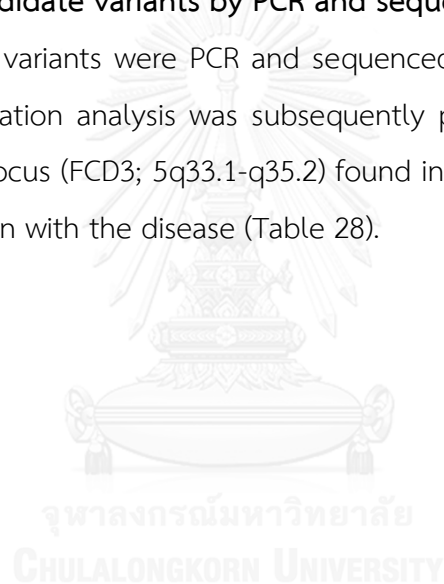 didate variants by PCR and seque
variants were PCR and sequenced
ation analysis was subsequently p
ocus (FCD3; 5q33.1-q35.2) found in
n with the disease (Table 28).
จุฬาลงกรณ์มหาวิทยาลัย
CHULALONGKORN UNIVERSITY